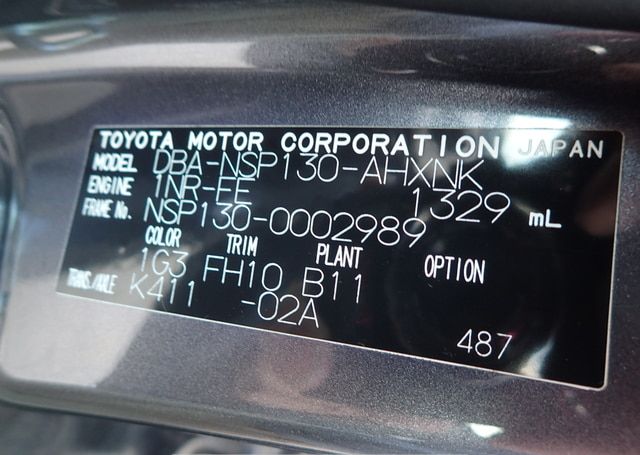 TOYOTA MOTOR CORPORATION JAPAN
MODEL DBA-NSP130-AHXNK
ENGINE 1NR-FE 1329 mL
FRAME No. NSP130-0002989
COLOR TRIM PLANT OPTION
1G3 FH10 B11
TRANS./AXLE K411 -02A
487